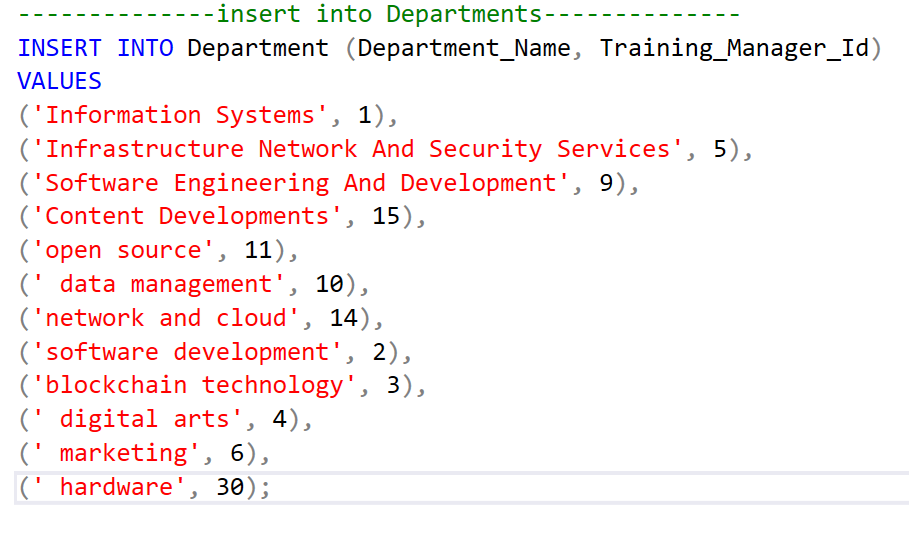 --------------insert into Departments--------------
INSERT INTO Department (Department_Name, Training_Manager_Id)
VALUES
('Information Systems', 1),
('Infrastructure Network And Security Services', 5),
('Software Engineering And Development', 9),
('Content Developments', 15),
('open source', 11),
(' data management', 10),
('network and cloud', 14),
('software development', 2),
('blockchain technology', 3),
(' digital arts', 4),
(' marketing', 6),
(' hardware', 30);